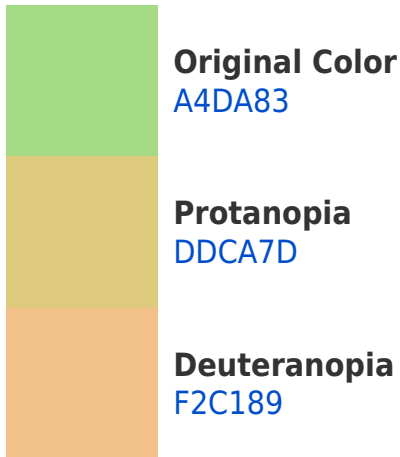 Original Color
A4DA83
Protanopia
DDCA7D
Deuteranopia
F2C189